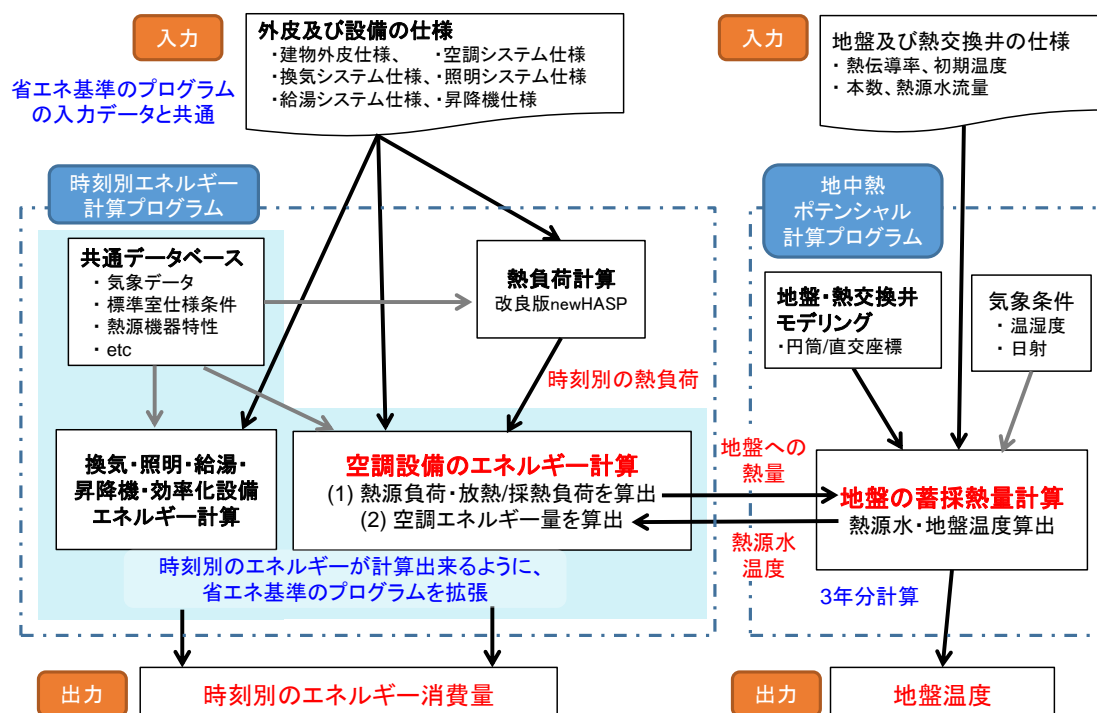 入力
外皮及び設備の仕様
・建物外皮仕様、 ・空調システム仕様
・換気システム仕様、・照明システム仕様
・給湯システム仕様、・昇降機仕様
省エネ基準のプログラム
の入力データと共通
入力
地盤及び熱交換井の仕様
・熱伝導率、初期温度
・本数、熱源水流量
時刻別エネルギー
計算プログラム
共通データベース
・気象データ
・標準室仕様条件
・熱源機器特性
・etc
熱負荷計算
改良版newHASP
時刻別の熱負荷
換気・照明・給湯・
昇降機・効率化設備
エネルギー計算
空調設備のエネルギー計算
(1) 熱源負荷・放熱/採熱負荷を算出
(2) 空調エネルギー量を算出
時刻別のエネルギーが計算出来るように、
省エネ基準のプログラムを拡張
地中熱
ポテンシャル
計算プログラム
地盤・熱交換井
モデリング
・円筒/直交座標
気象条件
・温湿度
・日射
地盤への
熱量
熱源水
温度
地盤の蓄採熱量計算
熱源水・地盤温度算出
3年分計算
出力
時刻別のエネルギー消費量
出力
地盤温度